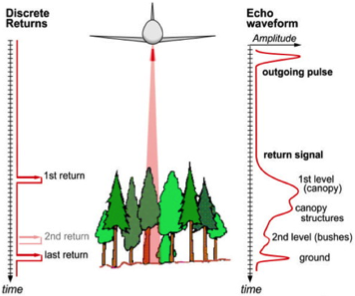 Discrete
Returns
1st return
2nd return
last return
time
Echo
waveform
Amplitude
outgoing pulse
return signal
1st level
(canopy)
canopy
structures
2nd level (bushes)
ground
time